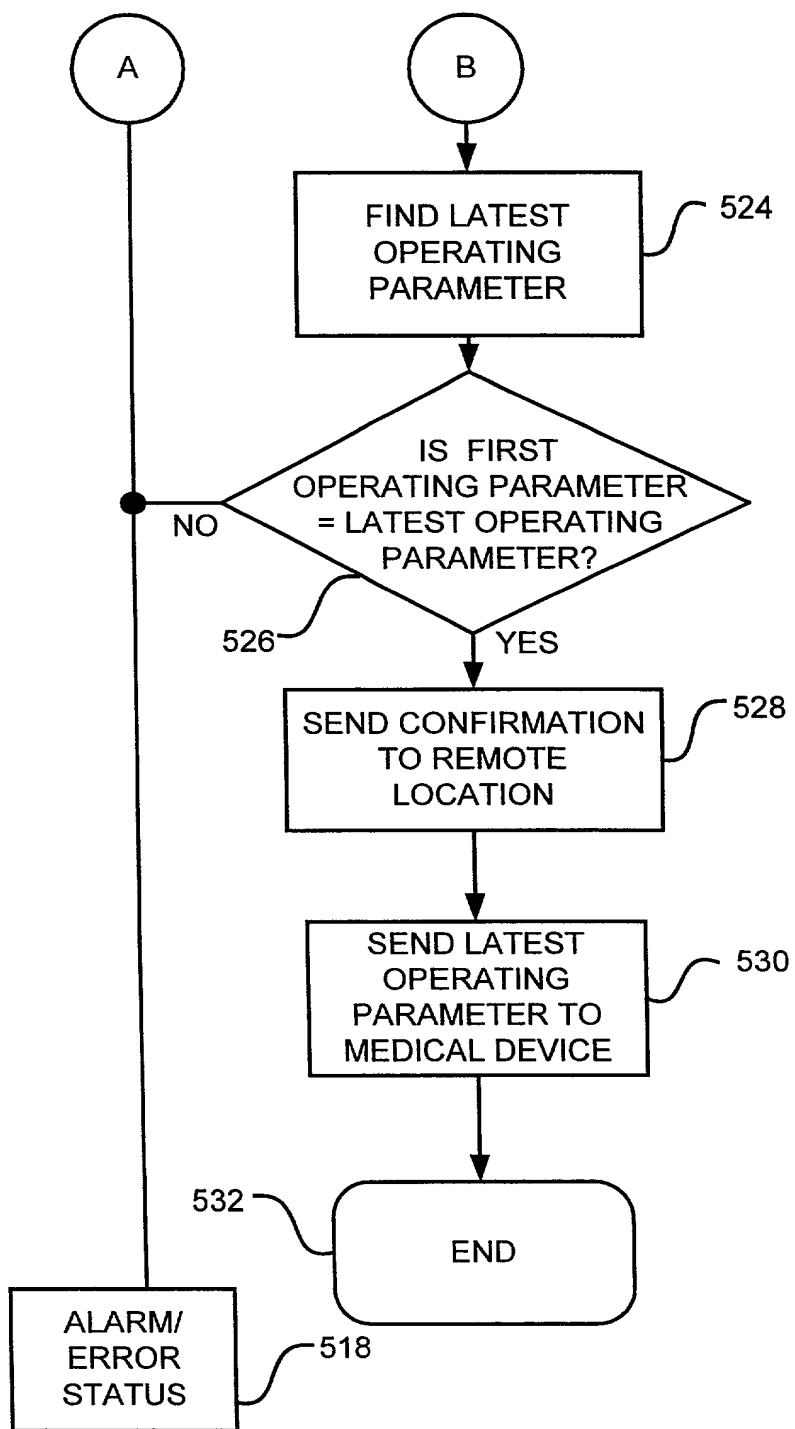 A
B
FIND LATEST
OPERATING
PARAMETER
524
IS FIRST
OPERATING PARAMETER
= LATEST OPERATING
PARAMETER?
NO
526
YES
SEND CONFIRMATION
TO REMOTE
LOCATION
528
SEND LATEST
OPERATING
PARAMETER TO
MEDICAL DEVICE
530
532
END
ALARM/
ERROR
STATUS
518